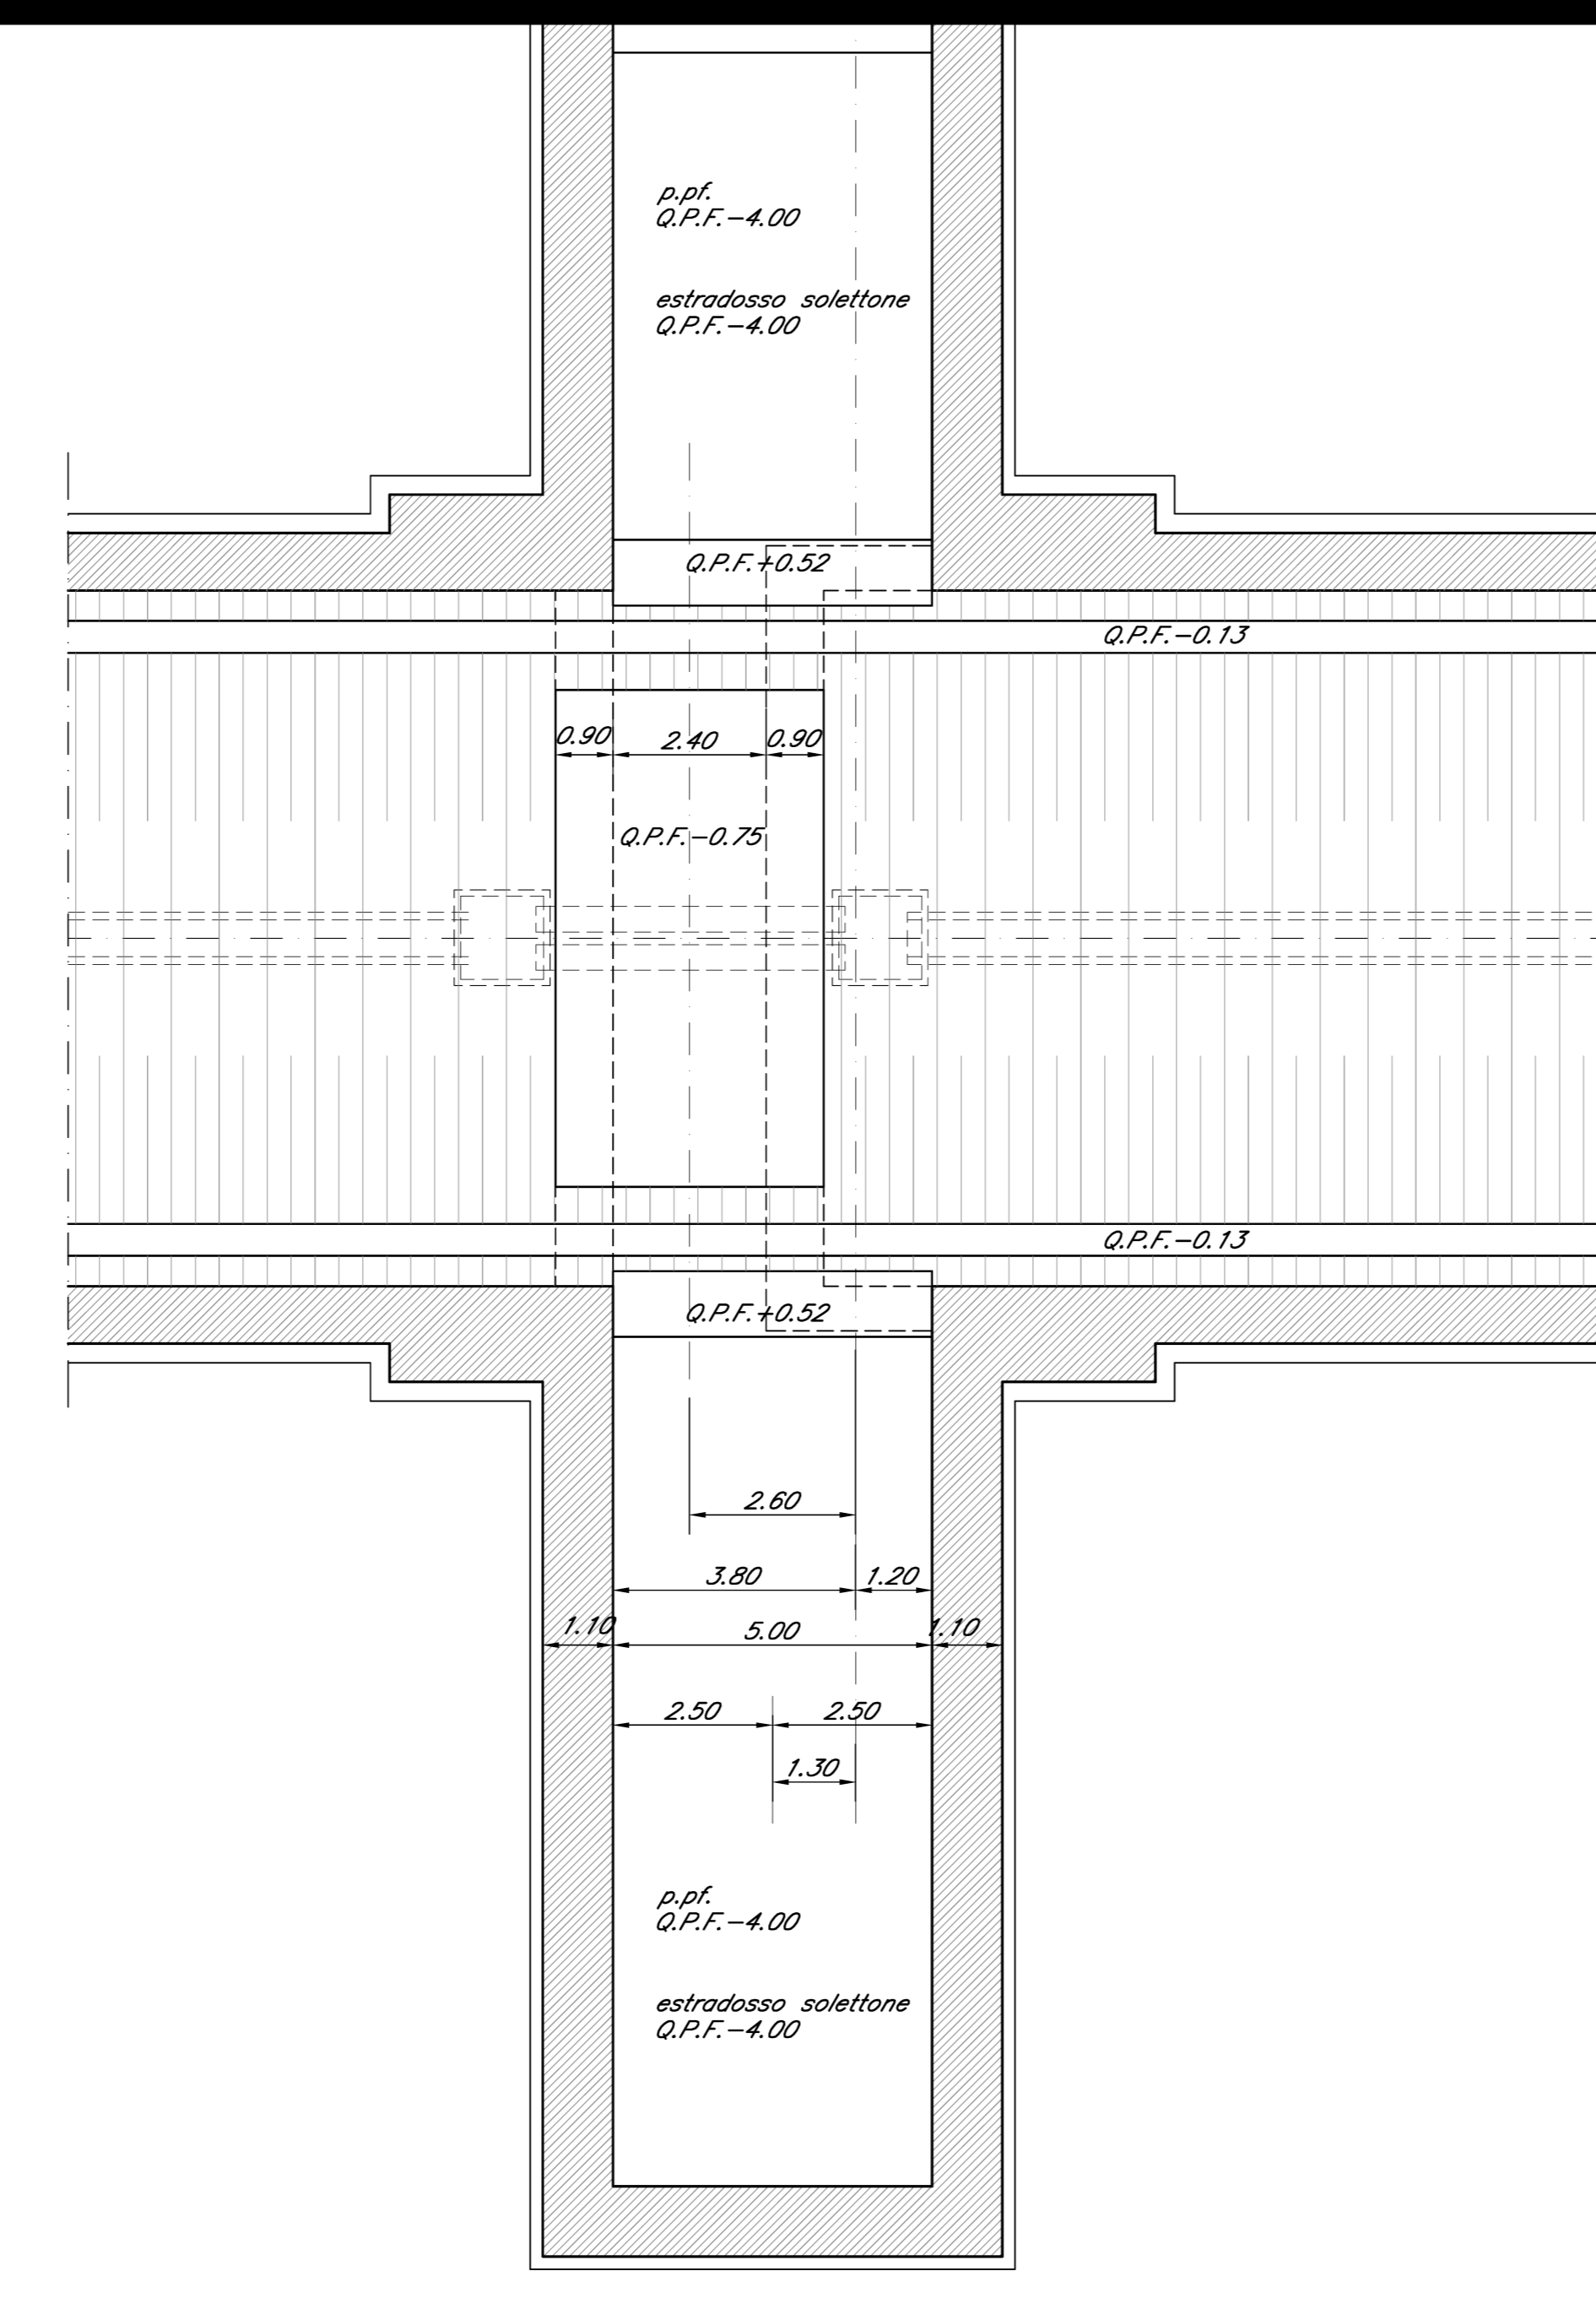 p.pf.
Q.P.F.-4.00
estradosso solettone
Q.P.F.-4.00
Q.P.F.+0.52
Q.P.F.-0.13
0.90
2.40
0.90
Q.P.F.-0.75
Q.P.F.-0.13
Q.P.F.+0.52
2.60
3.80
1.20
1.10
5.00
1.10
2.50
2.50
1.30
p.pf.
Q.P.F.-4.00
estradosso solettone
Q.P.F.-4.00